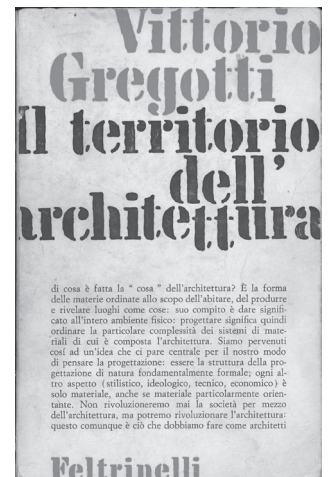 Vittorio
Gregotti
Il territorio
dell'
architettura
di cosa è fatta la “ cosa ” dell'architettura? È la forma
delle materie ordinate allo scopo dell'abitare, del produrre
e rivelare luoghi come cose: suo compito è dare signifi-
cato all'intero ambiente fisico: progettare significa quindi
ordinare la particolare complessità dei sistemi di mate-
riali di cui è composta l'architettura. Siamo pervenuti
cosí ad un'idea che ci pare centrale per il nostro modo
di pensare la progettazione: essere la struttura della pro-
gettazione di natura fondamentalmente formale; ogni al-
tro aspetto (stilistico, ideologico, tecnico, economico) è
solo materiale, anche se materiale particolarmente orien-
tante. Non rivoluzioneremo mai la società per mezzo
dell'architettura, ma potremo rivoluzionare l'architettura:
questo comunque è ciò che dobbiamo fare come architetti
Feltrinelli